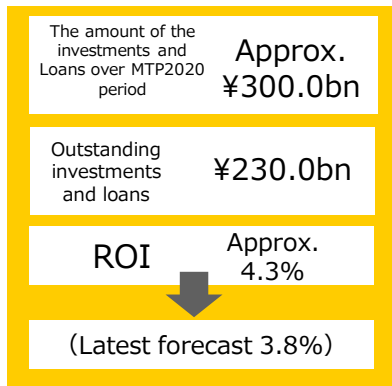 The amount of the
investments and
Loans over MTP2020
period
Approx.
¥300.0bn
Outstanding
investments
and loans
¥230.0bn
ROI
Approx.
4.3%
(Latest forecast 3.8%)